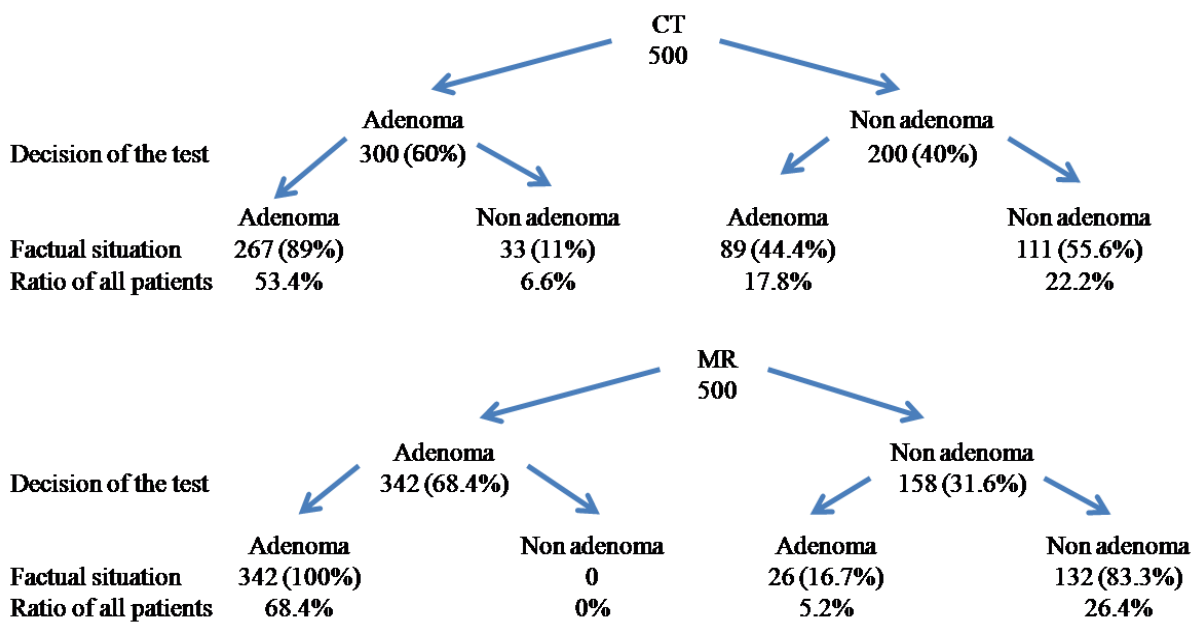 CT
500
Adenoma Non adenoma
Decision of the test 300 (60%) 200 (40%)
Adenoma Non adenoma Adenoma Non adenoma
Factual situation 267 (89%) 33 (11%) 89 (44.4%) 111 (55.6%)
Ratio of all patients 53.4% 6.6% 17.8% 22.2%
MR
500
Adenoma Non adenoma
Decision of the test 342 (68.4%) 158 (31.6%)
Adenoma Non adenoma Adenoma Non adenoma
Factual situation 342 (100%) 0 26 (16.7%) 132 (83.3%)
Ratio of all patients 68.4% 0% 5.2% 26.4%